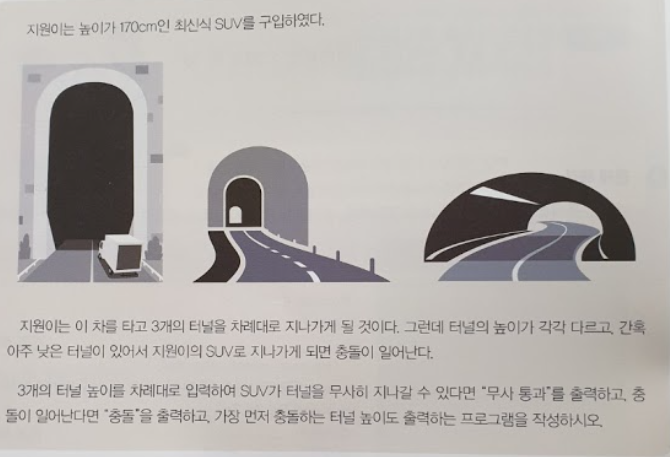 지원이는 높이가 170cm인 최신식 SUV를 구입하였다.
지원이는 이 차를 타고 3개의 터널을 차례대로 지나가게 될 것이다. 그런데 터널의 높이가 각각 다르고, 간혹
아주 낮은 터널이 있어서 지원이의 SUV로 지나가게 되면 충돌이 일어난다.
3개의 터널 높이를 차례대로 입력하여 SUV가 터널을 무사히 지나갈 수 있다면 "무사 통과"를 출력하고, 충
돌이 일어난다면 "충돌"을 출력하고, 가장 먼저 충돌하는 터널 높이도 출력하는 프로그램을 작성하시오.